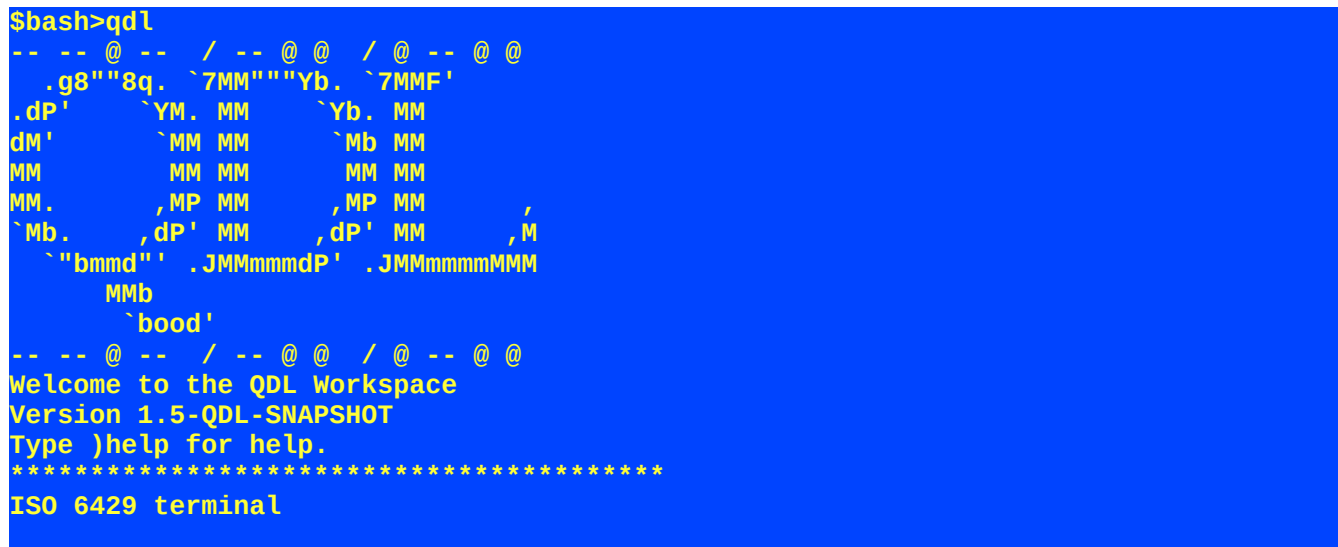 $bash>qdl
-- -- @ --  / -- @ @  / @ -- @ @
  .g8""8q. `7MM"""Yb. `7MMF'
.dP'    `YM. MM    `Yb. MM
dM'      `MM MM     `Mb MM
MM        MM MM      MM MM
MM.      ,MP MM     ,MP MM      ,
`Mb.    ,dP' MM    ,dP' MM     ,M
  `"bmmd"' .JMMmmmdP' .JMMmmmmMMM
      MMb
       `bood'
-- -- @ --  / -- @ @  / @ -- @ @
Welcome to the QDL Workspace
Version 1.5-QDL-SNAPSHOT
Type )help for help.
*****************************************
ISO 6429 terminal